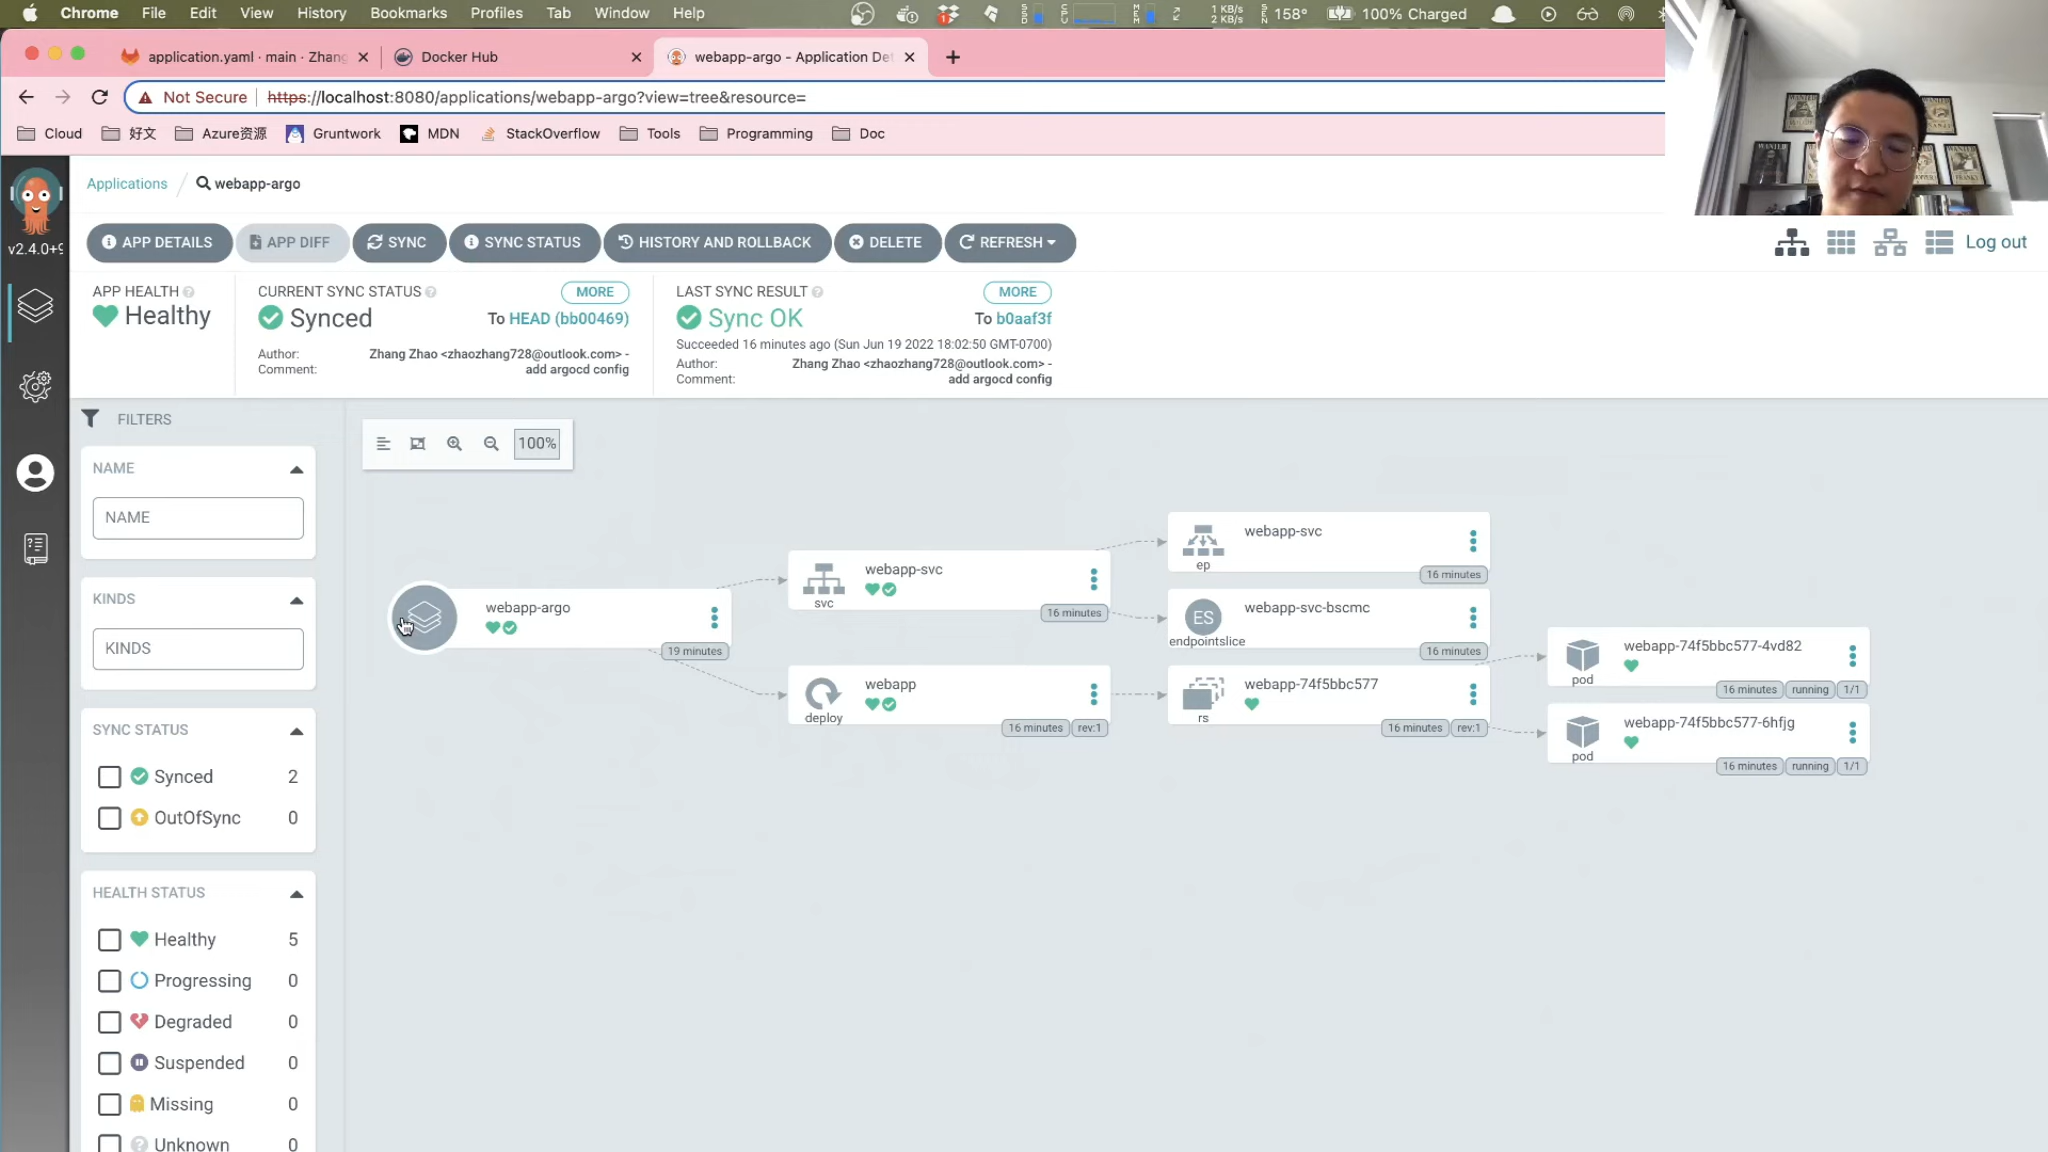 Chrome File Edit View History Bookmarks Profiles Tab Window Help
1 KB/s
2 KB/s
158° 100% Charged
application.yaml · main · Zhang
Docker Hub
webapp-argo - Application Det
Not Secure https://localhost:8080/applications/webapp-argo?view=tree&resource=
Cloud 好文 Azure资源 Gruntwork MDN StackOverflow Tools Programming Doc
Applications / webapp-argo
v2.4.0+9
APP DETAILS APP DIFF SYNC SYNC STATUS HISTORY AND ROLLBACK DELETE REFRESH
Log out
APP HEALTH
Healthy
CURRENT SYNC STATUS MORE
Synced To HEAD (bb00469)
Author: Zhang Zhao <zhaozhang728@outlook.com> -
Comment: add argocd config
LAST SYNC RESULT MORE
Sync OK To b0aaf3f
Succeeded 16 minutes ago (Sun Jun 19 2022 18:02:50 GMT-0700)
Author: Zhang Zhao <zhaozhang728@outlook.com> -
Comment: add argocd config
FILTERS
NAME
NAME
KINDS
KINDS
SYNC STATUS
Synced 2
OutOfSync 0
HEALTH STATUS
Healthy 5
Progressing 0
Degraded 0
Suspended 0
Missing 0
Unknown 0
100%
webapp-argo
19 minutes
webapp-svc
svc
16 minutes
webapp
deploy
16 minutes rev:1
webapp-svc
ep
16 minutes
ES webapp-svc-bscmc
endpointslice
16 minutes
webapp-74f5bbc577
rs
16 minutes rev:1
webapp-74f5bbc577-4vd82
pod
16 minutes running 1/1
webapp-74f5bbc577-6hfjg
pod
16 minutes running 1/1